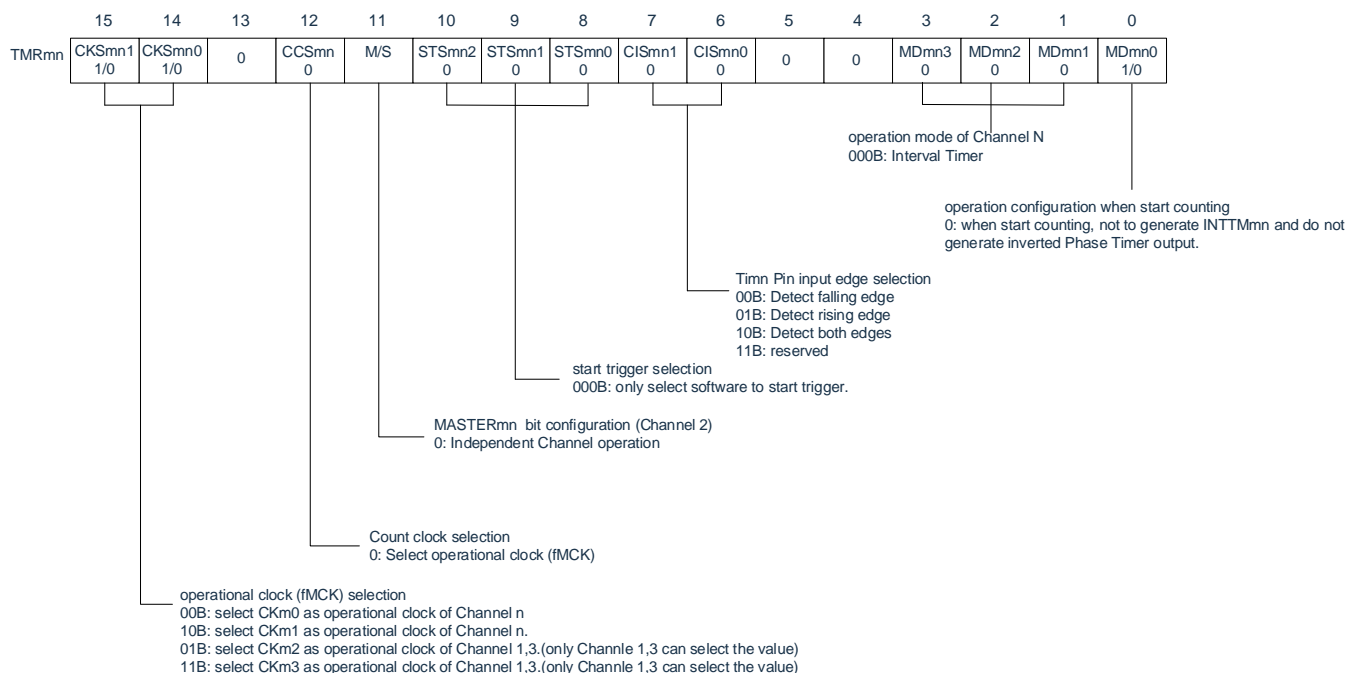 15 14 13 12 11 10 9 8 7 6 5 4 3 2 1 0
TMRmn CKSmn1 CKSmn0 0 CCSmn M/S STSmn2 STSmn1 STSmn0 CISmn1 CISmn0 0 0 MDmn3 MDmn2 MDmn1 MDmn0
1/0 1/0 0 0 0 0 0 0 0 0 0 1/0
operation mode of Channel N
000B: Interval Timer
operation configuration when start counting
0: when start counting, not to generate INTTMmn and do not
generate inverted Phase Timer output.
Timn Pin input edge selection
00B: Detect falling edge
01B: Detect rising edge
10B: Detect both edges
11B: reserved
start trigger selection
000B: only select software to start trigger.
MASTERmn bit configuration (Channel 2)
0: Independent Channel operation
Count clock selection
0: Select operational clock (fMCK)
operational clock (fMCK) selection
00B: select CKm0 as operational clock of Channel n
10B: select CKm1 as operational clock of Channel n.
01B: select CKm2 as operational clock of Channel 1,3.(only Channle 1,3 can select the value)
11B: select CKm3 as operational clock of Channel 1,3.(only Channle 1,3 can select the value)